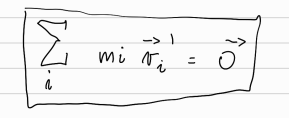 ∑ᵢ mi v⃗ᵢ' = 0⃗